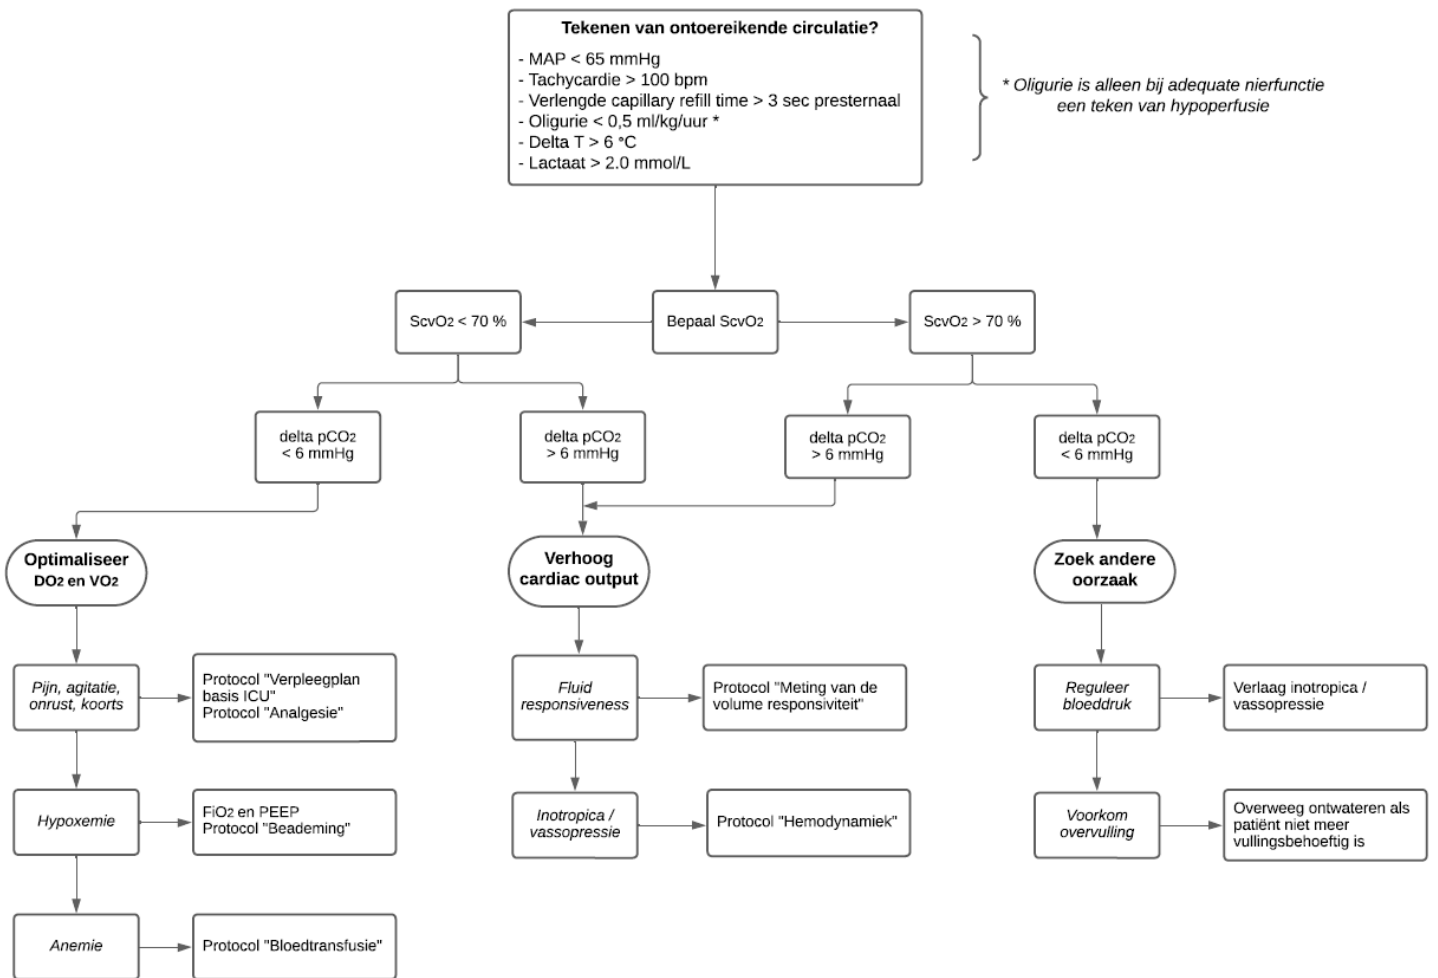 Tekenen van ontoereikende circulatie?
- MAP < 65 mmHg
- Tachycardie > 100 bpm
- Verlengde capillary refill time > 3 sec presternaal
- Oligurie < 0,5 ml/kg/uur *
- Delta T > 6 °C
- Lactaat > 2.0 mmol/L
* Oligurie is alleen bij adequate nierfunctie
een teken van hypoperfusie
ScvO2 < 70 %
Bepaal ScvO2
ScvO2 > 70 %
delta pCO2
< 6 mmHg
delta pCO2
> 6 mmHg
delta pCO2
> 6 mmHg
delta pCO2
< 6 mmHg
Optimaliseer
DO2 en VO2
Verhoog
cardiac output
Zoek andere
oorzaak
Pijn, agitatie,
onrust, koorts
Protocol "Verpleegplan
basis ICU"
Protocol "Analgesie"
Fluid
responsiveness
Protocol "Meting van de
volume responsiviteit"
Reguleer
bloeddruk
Verlaag inotropica /
vassopressie
Hypoxemie
FiO2 en PEEP
Protocol "Beademing"
Inotropica /
vassopressie
Protocol "Hemodynamiek"
Voorkom
overvulling
Overweeg ontwateren als
patiënt niet meer
vullingsbehoeftig is
Anemie
Protocol "Bloedtransfusie"